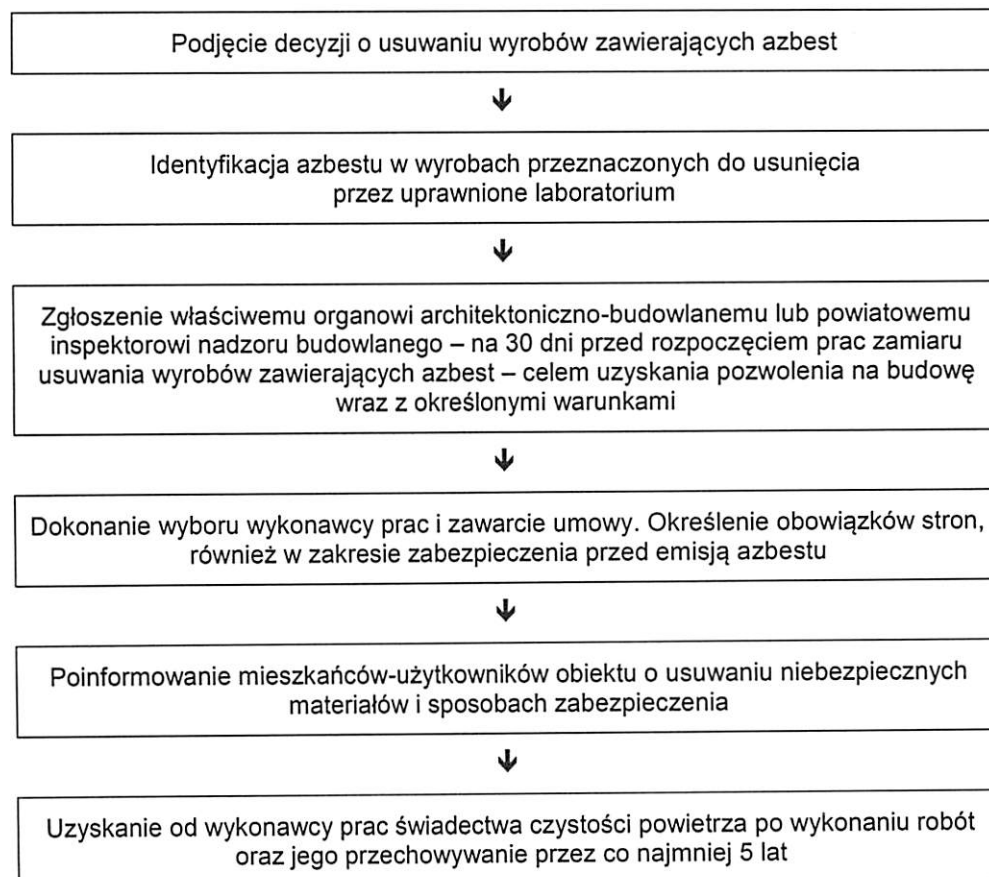 Podjęcie decyzji o usuwaniu wyrobów zawierających azbest
Identyfikacja azbestu w wyrobach przeznaczonych do usunięcia
przez uprawnione laboratorium
Zgłoszenie właściwemu organowi architektoniczno-budowlanemu lub powiatowemu
inspektorowi nadzoru budowlanego – na 30 dni przed rozpoczęciem prac zamiaru
usuwania wyrobów zawierających azbest – celem uzyskania pozwolenia na budowę
wraz z określonymi warunkami
Dokonanie wyboru wykonawcy prac i zawarcie umowy. Określenie obowiązków stron,
również w zakresie zabezpieczenia przed emisją azbestu
Poinformowanie mieszkańców-użytkowników obiektu o usuwaniu niebezpiecznych
materiałów i sposobach zabezpieczenia
Uzyskanie od wykonawcy prac świadectwa czystości powietrza po wykonaniu robót
oraz jego przechowywanie przez co najmniej 5 lat